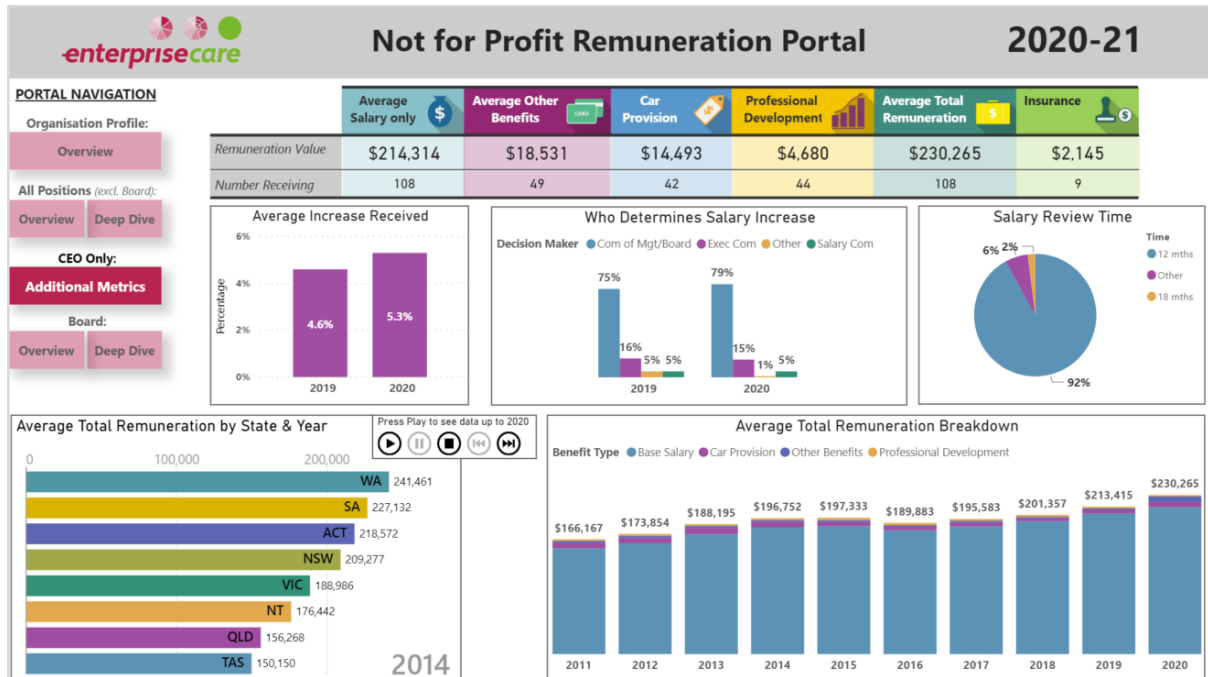 enterprisecare
Not for Profit Remuneration Portal
2020-21
PORTAL NAVIGATION
Organisation Profile:
Overview
All Positions (excl. Board):
Overview Deep Dive
CEO Only:
Additional Metrics
Board:
Overview Deep Dive
Average Salary only Average Other Benefits Car Provision Professional Development Average Total Remuneration Insurance
CARD
Remuneration Value $214,314 $18,531 $14,493 $4,680 $230,265 $2,145
Number Receiving 108 49 42 44 108 9
Average Increase Received
Percentage
6%
4%
2%
0%
4.6% 5.3%
2019 2020
Who Determines Salary Increase
Decision Maker Com of Mgt/Board Exec Com Other Salary Com
75% 16% 5% 5% 79% 15% 1% 5%
2019 2020
Salary Review Time
6% 2%
92%
Time
12 mths
Other
18 mths
Average Total Remuneration by State & Year
Press Play to see data up to 2020
0 100,000 200,000
WA 241,461
SA 227,132
ACT 218,572
NSW 209,277
VIC 188,986
NT 176,442
QLD 156,268
TAS 150,150
2014
Average Total Remuneration Breakdown
Benefit Type Base Salary Car Provision Other Benefits Professional Development
$166,167 $173,854 $188,195 $196,752 $197,333 $189,883 $195,583 $201,357 $213,415 $230,265
2011 2012 2013 2014 2015 2016 2017 2018 2019 2020